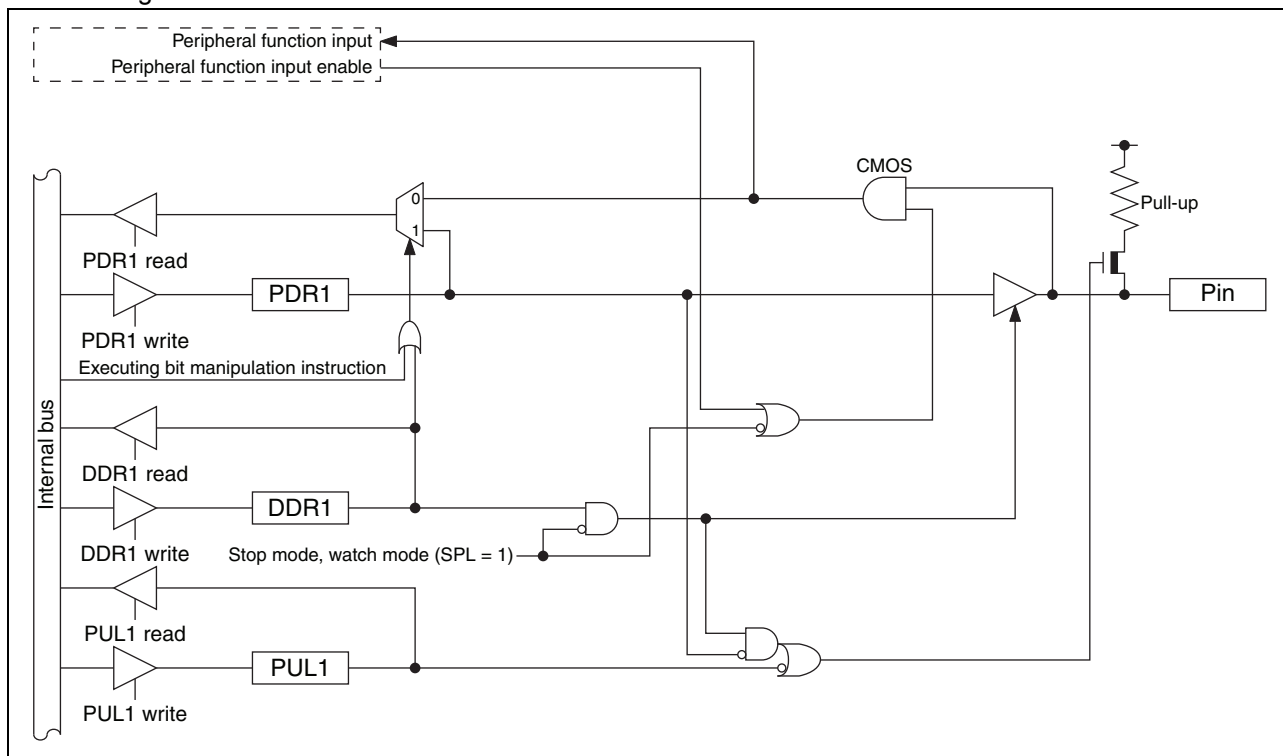 Peripheral function input
Peripheral function input enable
CMOS
0
Pull-up
1
PDR1 read
PDR1
Pin
PDR1 write
Executing bit manipulation instruction
Internal bus
DDR1 read
DDR1
DDR1 write
Stop mode, watch mode (SPL = 1)
PUL1 read
PUL1
PUL1 write